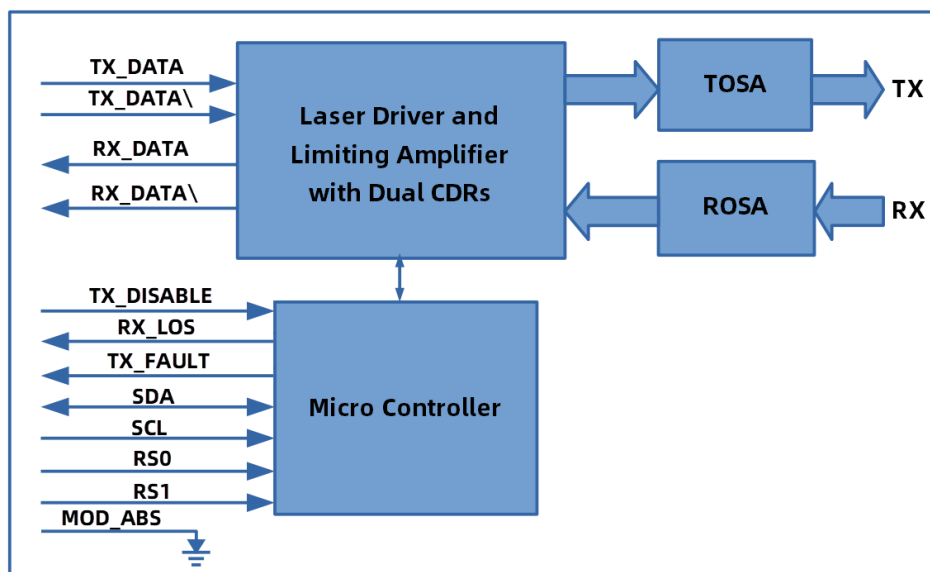 TX_DATA
TX_DATA\
RX_DATA
RX_DATA\
Laser Driver and
Limiting Amplifier
with Dual CDRs
TOSA
TX
ROSA
RX
TX_DISABLE
RX_LOS
TX_FAULT
SDA
SCL
RS0
RS1
MOD_ABS
Micro Controller